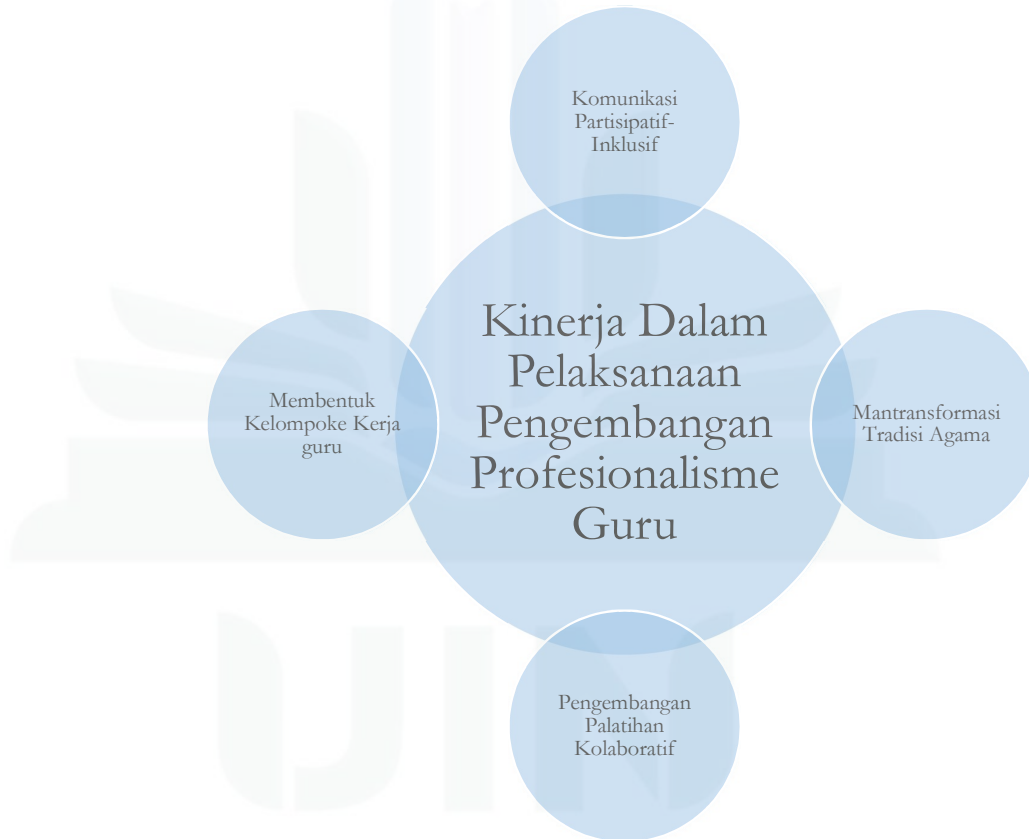 Komunikasi
Partisipatif-
Inklusif
Kinerja Dalam
Pelaksanaan
Pengembangan
Profesionalisme
Guru
Membentuk
Kelompoke Kerja
guru
Mantransformasi
Tradisi Agama
Pengembangan
Palatihan
Kolaboratif
UIN